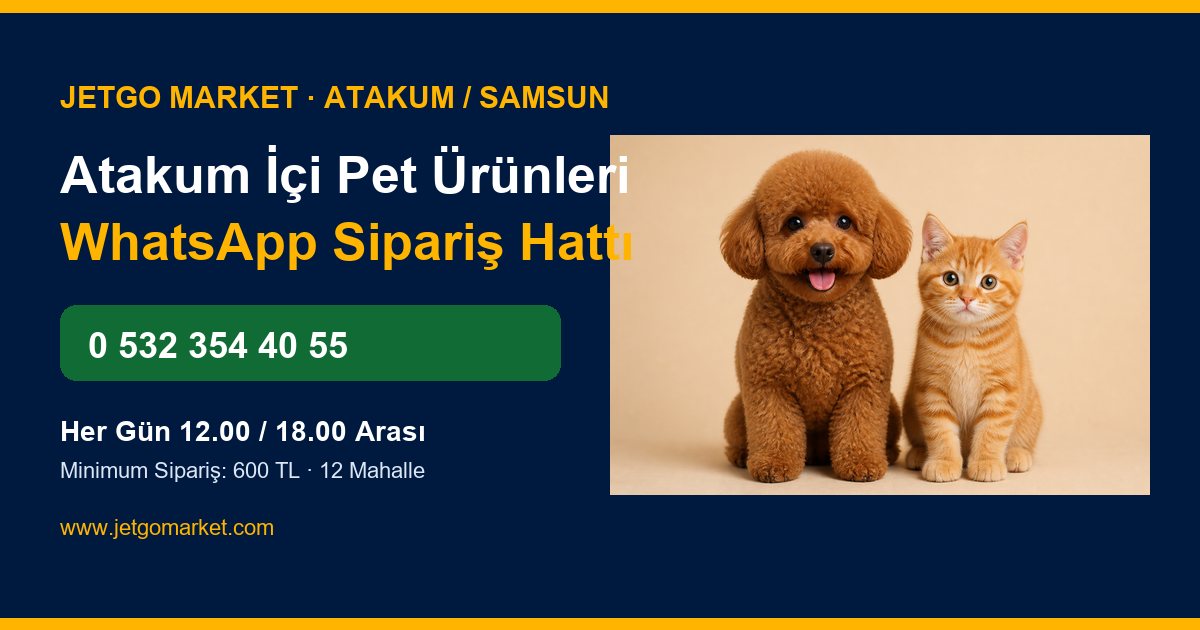 JETGO MARKET · ATAKUM / SAMSUN
Atakum İçi Pet Ürünleri
WhatsApp Sipariş Hattı
0 532 354 40 55
Her Gün 12.00 / 18.00 Arası
Minimum Sipariş: 600 TL · 12 Mahalle
www.jetgomarket.com